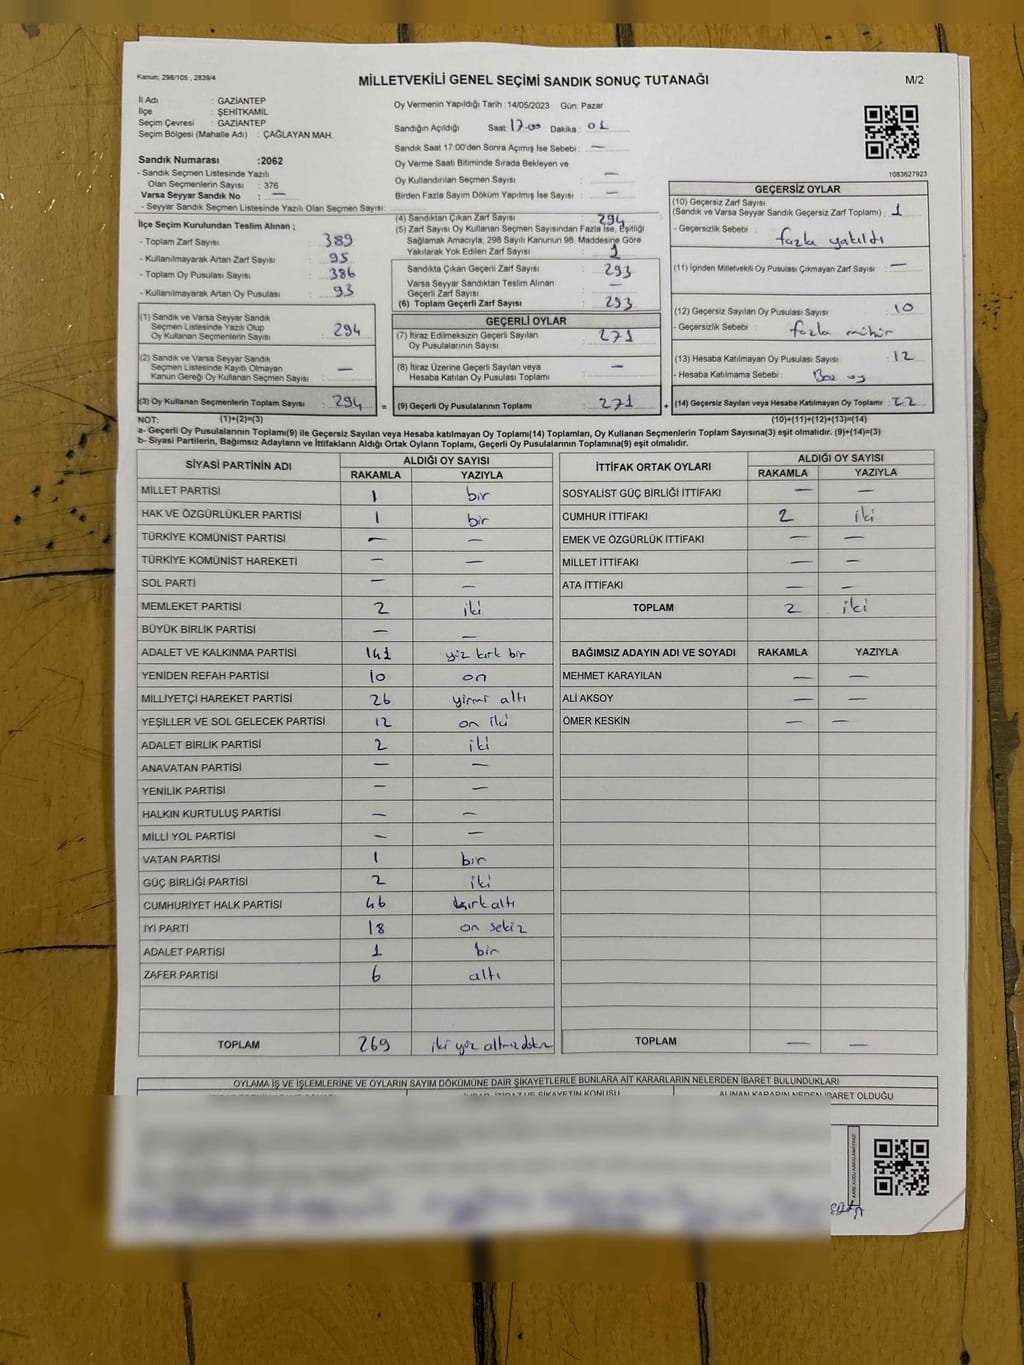 Kanun; 298/105 , 2839/4
MİLLETVEKİLİ GENEL SEÇİMİ SANDIK SONUÇ TUTANAĞI
M/2
İl Adı : GAZİANTEP
İlçe : ŞEHİTKAMİL
Seçim Çevresi : GAZİANTEP
Seçim Bölgesi (Mahalle Adı) : ÇAĞLAYAN MAH.
Sandık Numarası :2062
- Sandık Seçmen Listesinde Yazılı
Olan Seçmenlerin Sayısı : 376
Varsa Seyyar Sandık No : —
- Seyyar Sandık Seçmen Listesinde Yazılı Olan Seçmen Sayısı:
Oy Vermenin Yapıldığı Tarih :14/05/2023 Gün: Pazar
Sandığın Açıldığı Saat: 17.00 Dakika : 01
Sandık Saat 17.00'den Sonra Açımış İse Sebebi : —
Oy Verme Saati Bitiminde Sırada Bekleyen ve
Oy Kullandırılan Seçmen Sayısı : —
Birden Fazla Sayım Döküm Yapılmış İse Sayısı : —
1083627923
İlçe Seçim Kurulundan Teslim Alınan ;
- Toplam Zarf Sayısı : 389
- Kullanılmayarak Artan Zarf Sayısı : 95
- Toplam Oy Pusulası Sayısı : 386
- Kullanılmayarak Artan Oy Pusulası : 93
(1) Sandık ve Varsa Seyyar Sandık
Seçmen Listesinde Yazılı Olup
Oy Kullanan Seçmenlerin Sayısı : 294
(2) Sandık ve Varsa Seyyar Sandık
Seçmen Listesinde Kayıtlı Olmayan
Kanun Gereği Oy Kullanan Seçmen Sayısı : —
(3) Oy Kullanan Seçmenlerin Toplam Sayısı : 294 =
(4) Sandıktan Çıkan Zarf Sayısı : 294
(5) Zarf Sayısı Oy Kullanan Seçmen Sayısından Fazla İse, Eşitliği
Sağlamak Amacıyla, 298 Sayılı Kanunun 98. Maddesine Göre
Yakılarak Yok Edilen Zarf Sayısı : 1
Sandıkta Çıkan Geçerli Zarf Sayısı : 293
Varsa Seyyar Sandıktan Teslim Alınan
Geçerli Zarf Sayısı : —
(6) Toplam Geçerli Zarf Sayısı : 293
GEÇERLİ OYLAR
(7) İtiraz Edilmeksizin Geçerli Sayılan
Oy Pusulalarının Sayısı : 271
(8) İtiraz Üzerine Geçerli Sayılan veya
Hesaba Katılan Oy Pusulası Toplamı : —
(9) Geçerli Oy Pusulalarının Toplamı : 271 +
GEÇERSİZ OYLAR
(10) Geçersiz Zarf Sayısı
(Sandık ve Varsa Seyyar Sandık Geçersiz Zarf Toplamı) : 1
- Geçersizlik Sebebi : fazla yakıldı
(11) İçinden Milletvekili Oy Pusulası Çıkmayan Zarf Sayısı : —
(12) Geçersiz Sayılan Oy Pusulası Sayısı : 10
- Geçersizlik Sebebi : fazla mühür
(13) Hesaba Katılmayan Oy Pusulası Sayısı : 12
- Hesaba Katılmama Sebebi : Boş oy
(14) Geçersiz Sayılan veya Hesaba Katılmayan Oy Toplamı : 22
NOT: (1)+(2)=(3) (10)+(11)+(12)+(13)=(14)
a- Geçerli Oy Pusulalarının Toplamı(9) ile Geçersiz Sayılan veya Hesaba katılmayan Oy Toplamı(14) Toplamları, Oy Kullanan Seçmenlerin Toplam Sayısına(3) eşit olmalıdır. (9)+(14)=(3)
b- Siyasi Partilerin, Bağımsız Adayların ve İttifakların Aldığı Ortak Oyların Toplamı, Geçerli Oy Pusulalarının Toplamına(9) eşit olmalıdır.
SİYASİ PARTİNİN ADI ALDIĞI OY SAYISI
RAKAMLA YAZIYLA
MİLLET PARTİSİ 1 bir
HAK VE ÖZGÜRLÜKLER PARTİSİ 1 bir
TÜRKİYE KOMÜNİST PARTİSİ — —
TÜRKİYE KOMÜNİST HAREKETİ — —
SOL PARTİ — —
MEMLEKET PARTİSİ 2 iki
BÜYÜK BİRLİK PARTİSİ — —
ADALET VE KALKINMA PARTİSİ 141 yüz kırk bir
YENİDEN REFAH PARTİSİ 10 on
MİLLİYETÇİ HAREKET PARTİSİ 26 yirmi altı
YEŞİLLER VE SOL GELECEK PARTİSİ 12 on iki
ADALET BİRLİK PARTİSİ 2 iki
ANAVATAN PARTİSİ — —
YENİLİK PARTİSİ — —
HALKIN KURTULUŞ PARTİSİ — —
MİLLİ YOL PARTİSİ — —
VATAN PARTİSİ 1 bir
GÜÇ BİRLİĞİ PARTİSİ 2 iki
CUMHURİYET HALK PARTİSİ 46 kırkaltı
İYİ PARTİ 18 on sekiz
ADALET PARTİSİ 1 bir
ZAFER PARTİSİ 6 altı
TOPLAM 269 iki yüz altmış dokuz
İTTİFAK ORTAK OYLARI ALDIĞI OY SAYISI
RAKAMLA YAZIYLA
SOSYALİST GÜÇ BİRLİĞİ İTTİFAKI — —
CUMHUR İTTİFAKI 2 iki
EMEK VE ÖZGÜRLÜK İTTİFAKI — —
MİLLET İTTİFAKI — —
ATA İTTİFAKI — —
TOPLAM 2 iki
BAĞIMSIZ ADAYIN ADI VE SOYADI RAKAMLA YAZIYLA
MEHMET KARAYILAN — —
ALİ AKSOY — —
ÖMER KESKİN — —
TOPLAM — —
OYLAMA İŞ VE İŞLEMLERİNE VE OYLARIN SAYIM DÖKÜMÜNE DAİR ŞİKAYETLERLE BUNLARA AİT KARARLARIN NELERDEN İBARET BULUNDUKLARI
ALINAN KARARIN NEDEN İBARET OLDUĞU